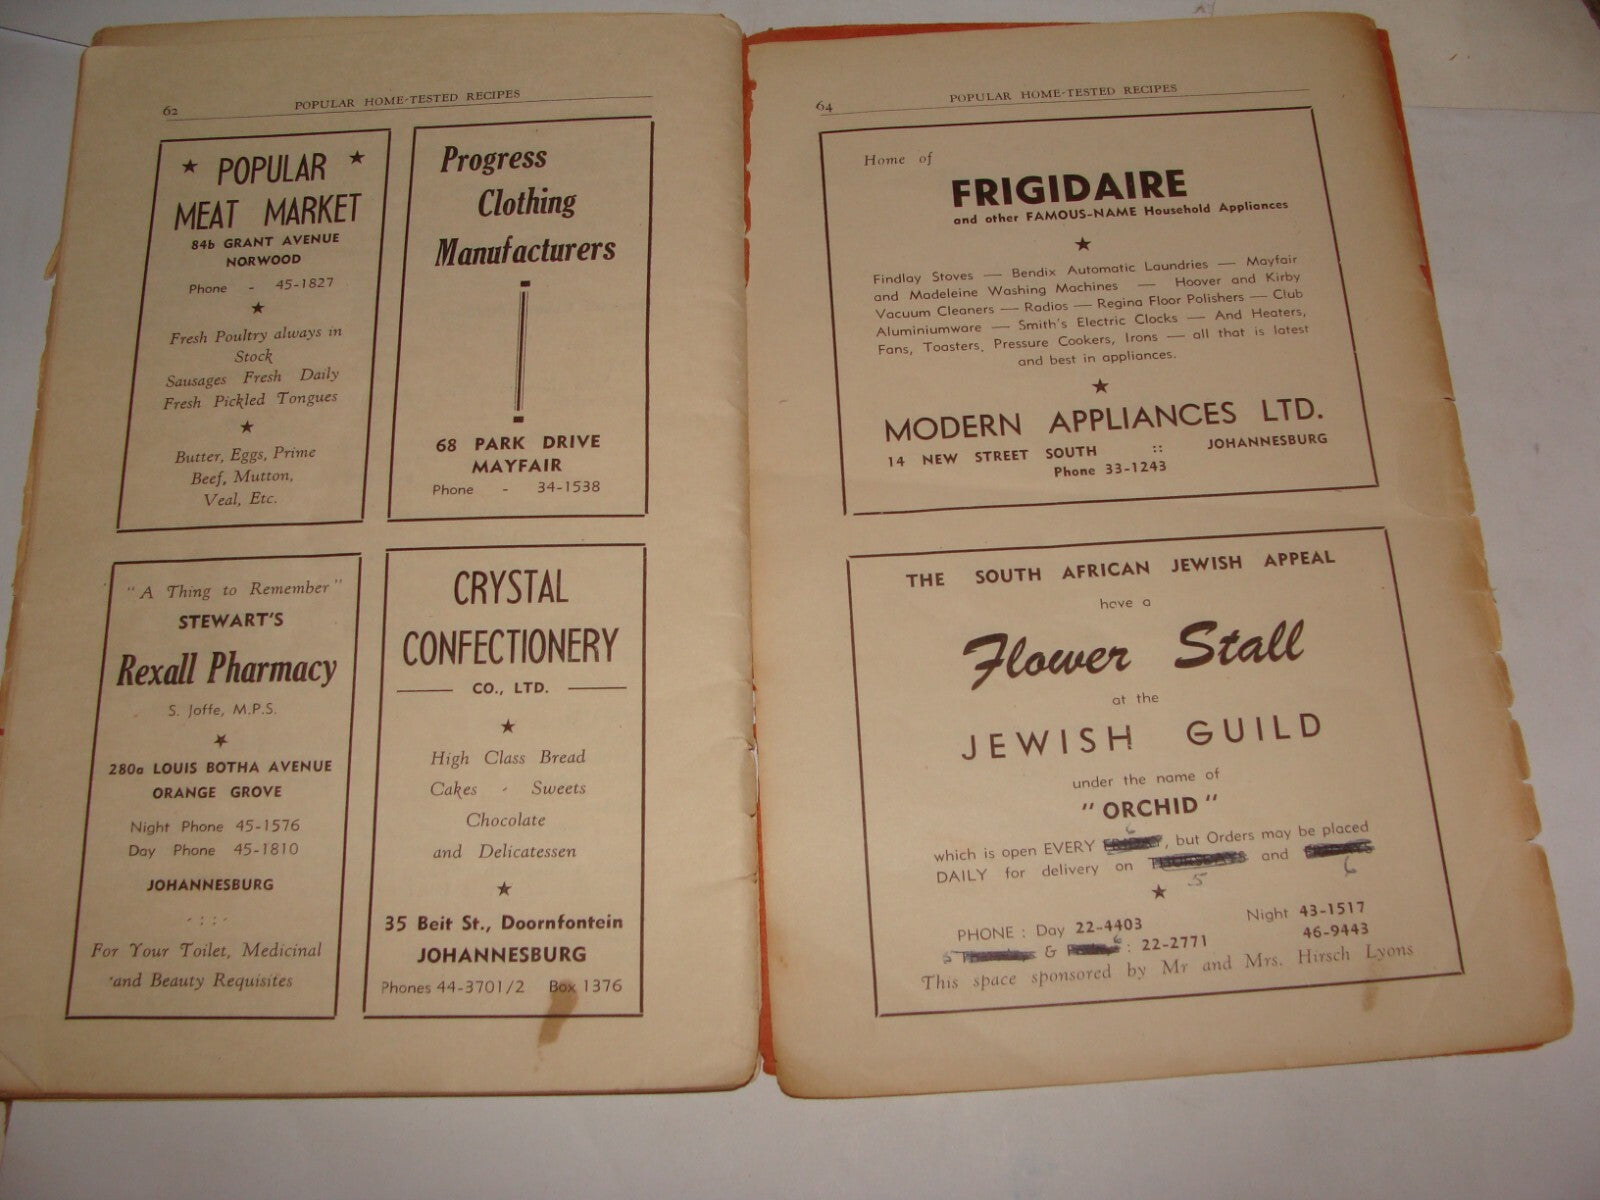 62
POPULAR HOME-TESTED RECIPES
★ POPULAR ★
MEAT MARKET
84b GRANT AVENUE
NORWOOD
Phone - 45-1827
★
Fresh Poultry always in
Stock
Sausages Fresh Daily
Fresh Pickled Tongues
★
Butter, Eggs, Prime
Beef, Mutton,
Veal, Etc.
Progress
Clothing
Manufacturers
68 PARK DRIVE
MAYFAIR
Phone - 34-1538
"A Thing to Remember"
STEWART'S
Rexall Pharmacy
S. Joffe, M.P.S.
★
280a LOUIS BOTHA AVENUE
ORANGE GROVE
Night Phone 45-1576
Day Phone 45-1810
JOHANNESBURG
-:::-
For Your Toilet, Medicinal
and Beauty Requisites
CRYSTAL
CONFECTIONERY
CO., LTD.
★
High Class Bread
Cakes - Sweets
Chocolate
and Delicatessen
★
35 Beit St., Doornfontein
JOHANNESBURG
Phones 44-3701/2 Box 1376
64
POPULAR HOME-TESTED RECIPES
Home of
FRIGIDAIRE
and other FAMOUS-NAME Household Appliances
★
Findlay Stoves — Bendix Automatic Laundries — Mayfair
and Madeleine Washing Machines — Hoover and Kirby
Vacuum Cleaners — Radios — Regina Floor Polishers — Club
Aluminiumware — Smith's Electric Clocks — And Heaters,
Fans, Toasters, Pressure Cookers, Irons — all that is latest
and best in appliances.
★
MODERN APPLIANCES LTD.
14 NEW STREET SOUTH :: JOHANNESBURG
Phone 33-1243
THE SOUTH AFRICAN JEWISH APPEAL
have a
Flower Stall
at the
JEWISH GUILD
under the name of
"ORCHID"
6
which is open EVERY , but Orders may be placed
DAILY for delivery on THURSDAYS and
5 6
★
PHONE : Day 22-4403 Night 43-1517
5 & 6 : 22-2771 46-9443
This space sponsored by Mr and Mrs. Hirsch Lyons